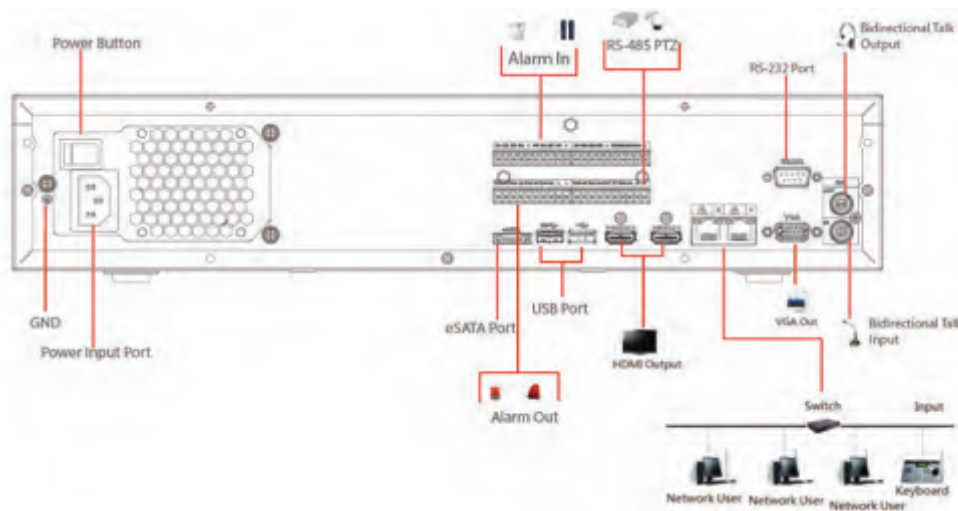 Power Button
Alarm In
RS-485 PTZ
RS-232 Port
Bidirectional Talk
Output
VGA
GND
Power Input Port
eSATA Port
USB Port
HDMI Output
VGA Out
Bidirectional Talk
Input
Alarm Out
Switch
Input
Network User
Network User
Network User
Keyboard